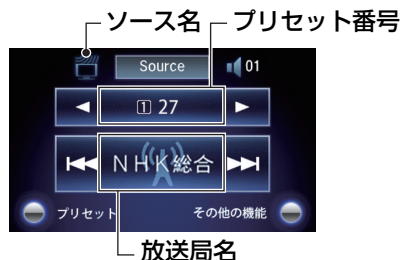 ソース名 プリセット番号
Source 01
1 27
NHK総合
プリセット その他の機能
放送局名